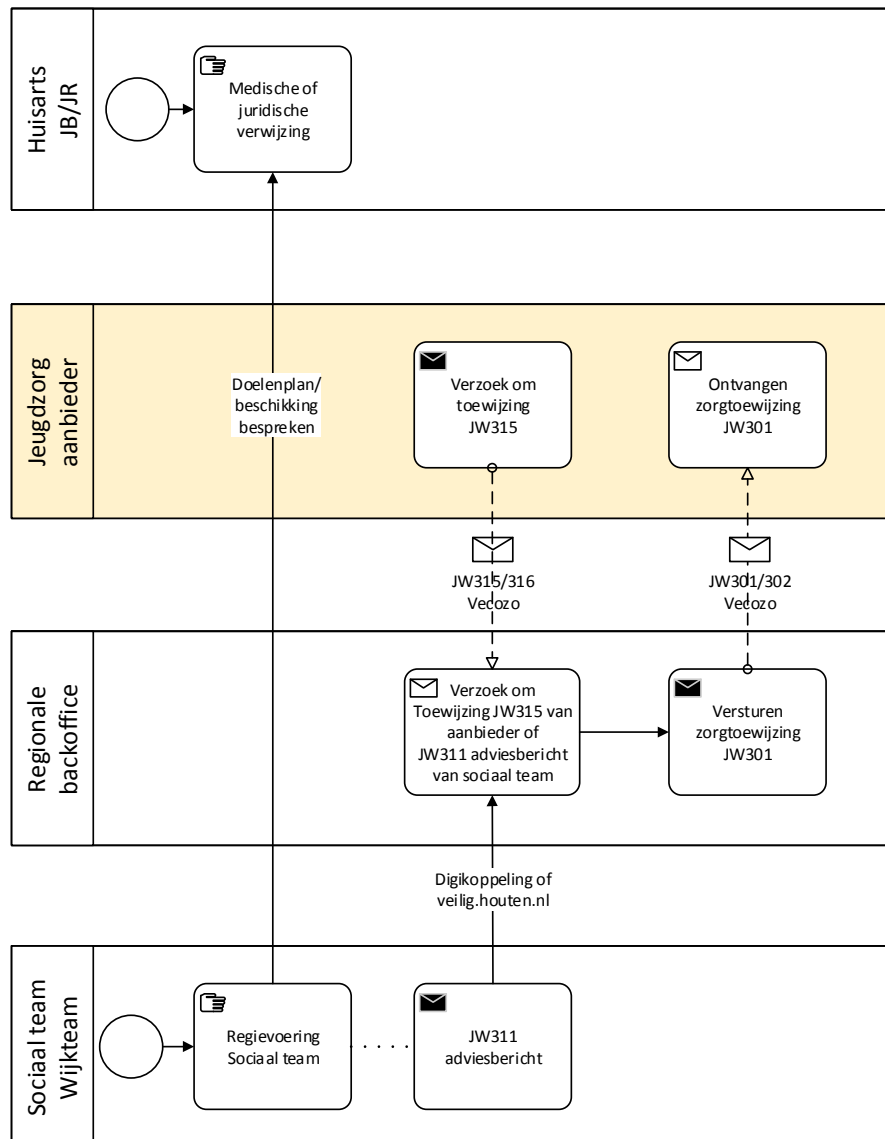 Huisarts
JB/JR
Medische of
juridische
verwijzing
Jeugdzorg
aanbieder
Doelenplan/
beschikking
bespreken
Verzoek om
toewijzing
JW315
Ontvangen
zorgtoewijzing
JW301
JW315/316
Vecozo
JW301/302
Vecozo
Regionale
backoffice
Verzoek om
Toewijzing JW315 van
aanbieder of
JW311 adviesbericht
van sociaal team
Versturen
zorgtoewijzing
JW301
Digikoppeling of
veilig.houten.nl
Sociaal team
Wijkteam
Regievoering
Sociaal team
JW311
adviesbericht